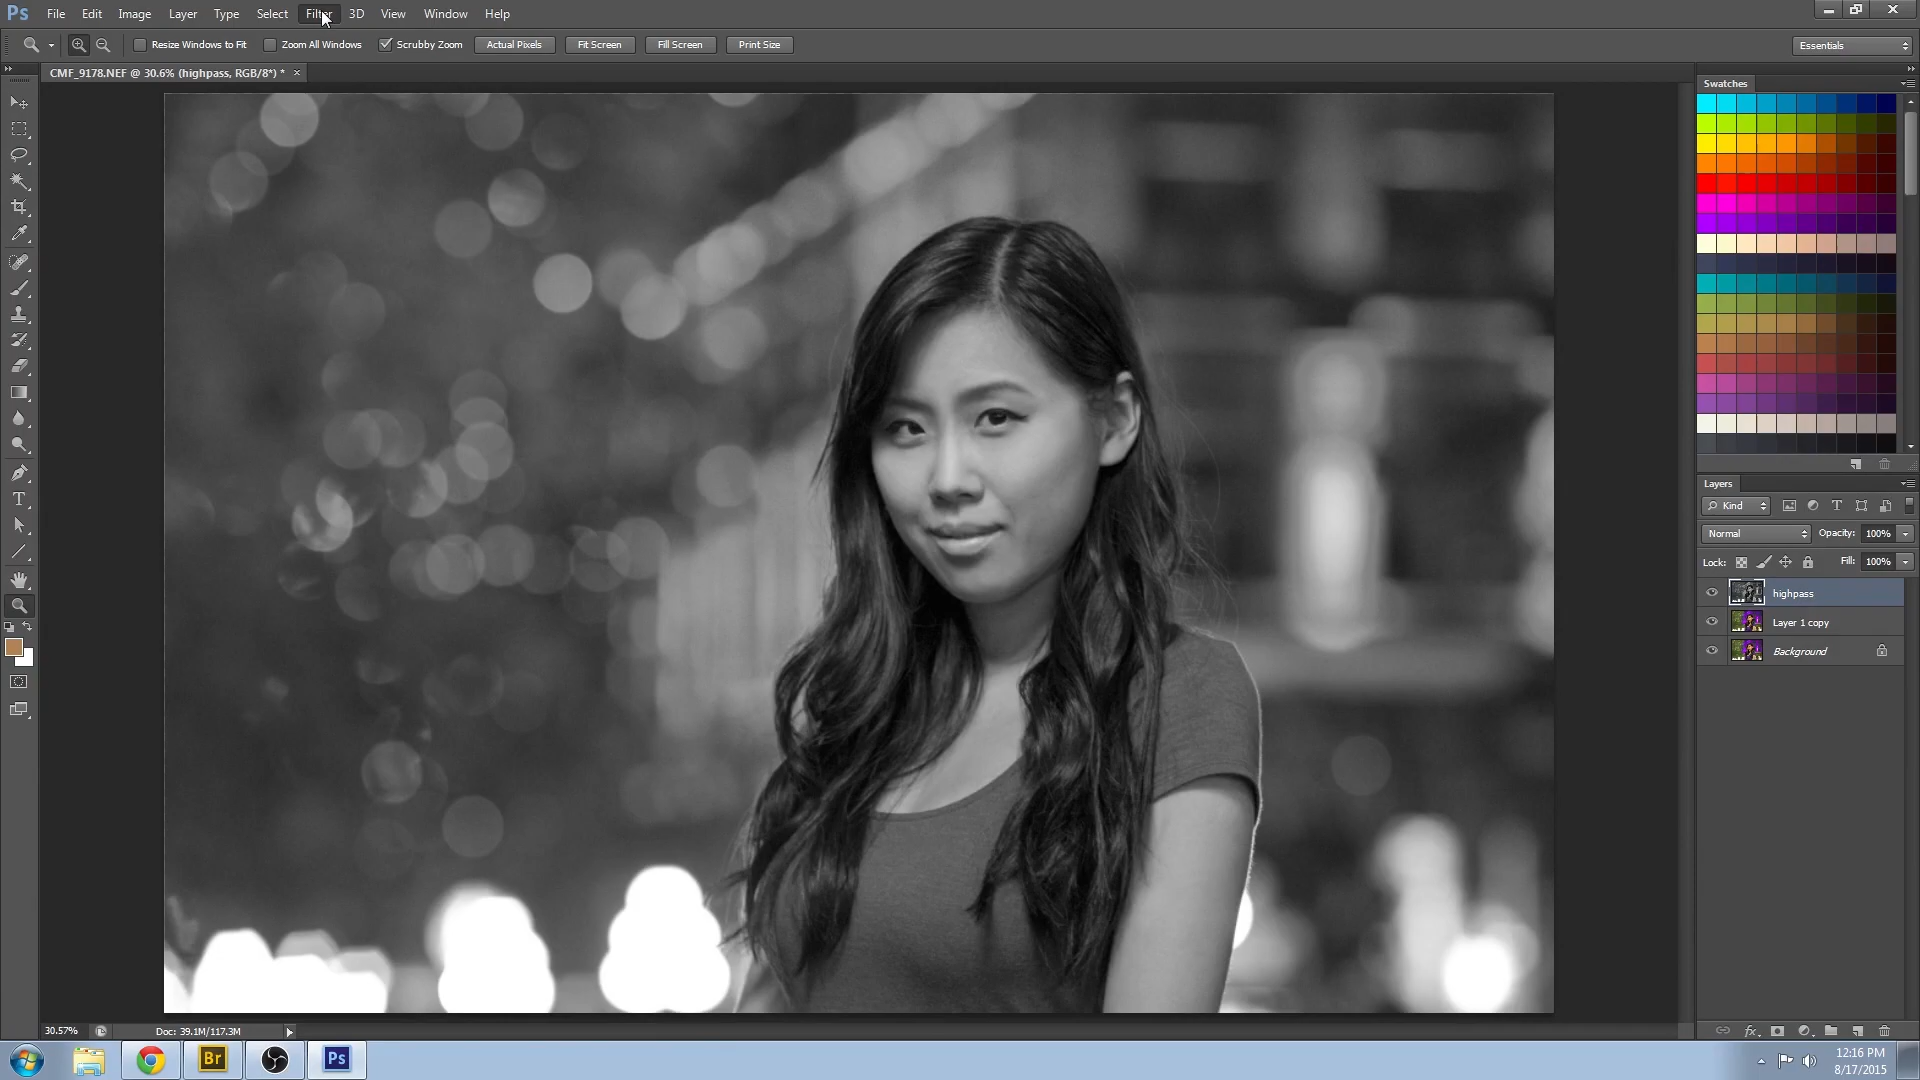 Ps File Edit Image Layer Type Select Filter 3D View Window Help
Resize Windows to Fit Zoom All Windows Scrubby Zoom Actual Pixels Fit Screen Fill Screen Print Size Essentials
CMF_9178.NEF @ 30.6% (highpass, RGB/8*) * ×
Swatches
Layers
Kind
Normal Opacity: 100%
Lock: Fill: 100%
highpass
Layer 1 copy
Background
T
30.57% Doc: 39.1M/117.3M
fx
Br Ps
12:16 PM
8/17/2015